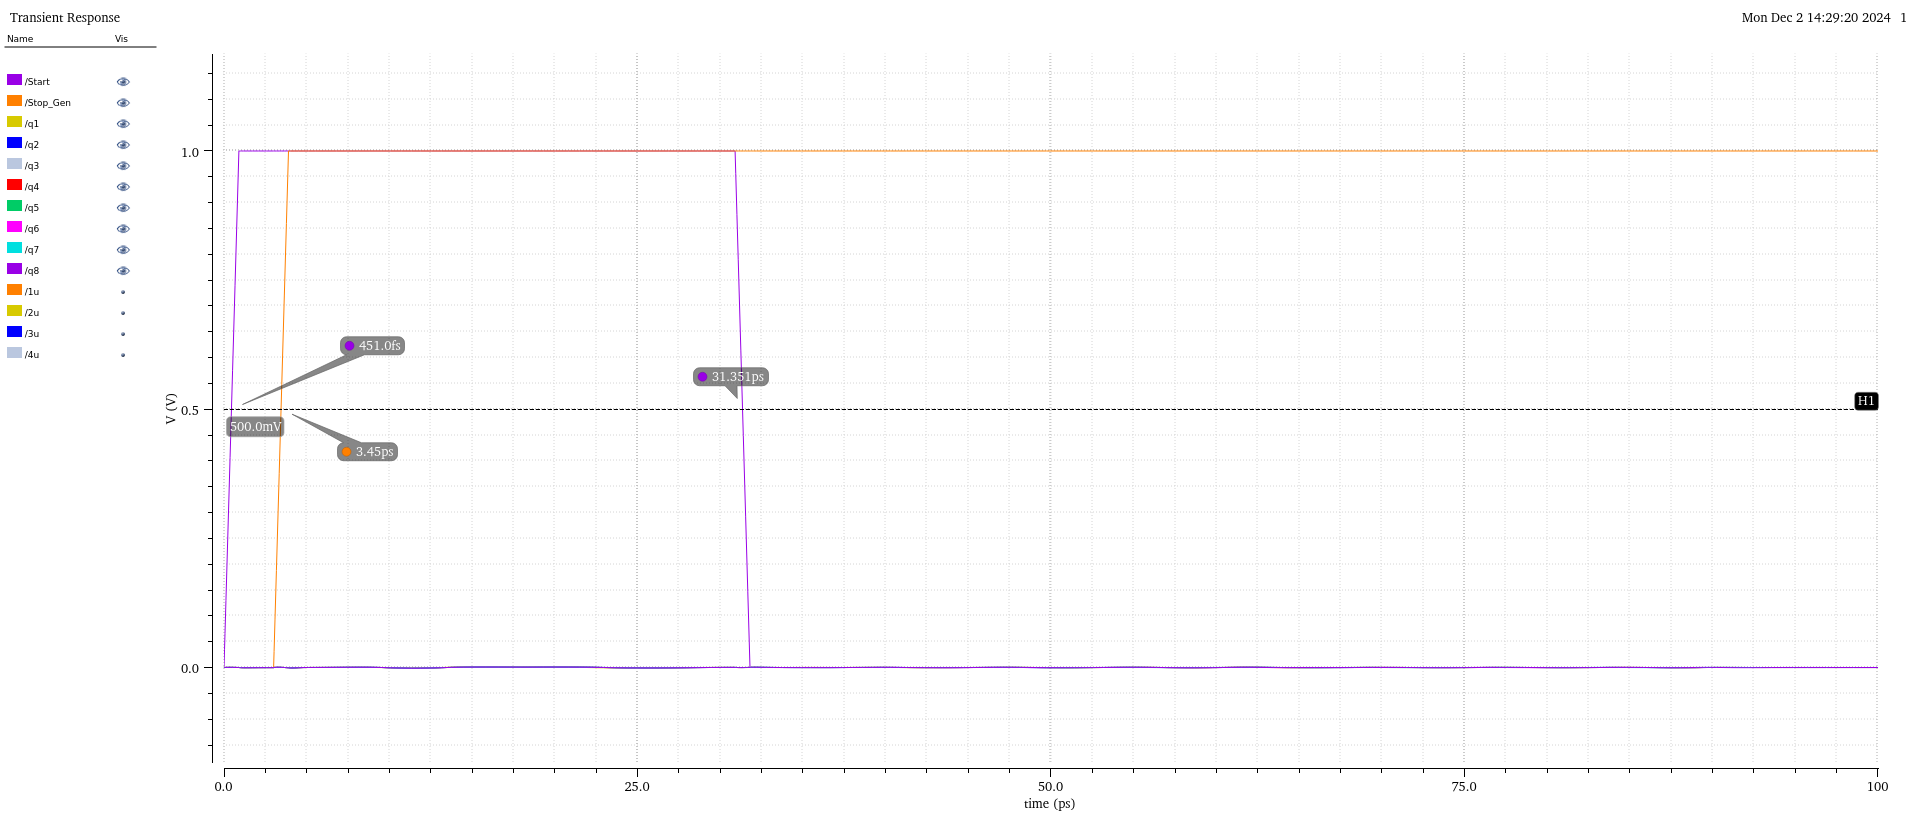 Transient Response
Mon Dec 2 14:29:20 2024 1
Name Vis
/Start
/Stop_Gen
/q1
/q2
/q3
/q4
/q5
/q6
/q7
/q8
/1u
/2u
/3u
/4u
V (V)
1.0
0.5
0.0
451.0fs
31.351ps
H1
500.0mV
3.45ps
0.0 25.0 50.0 75.0 100
time (ps)